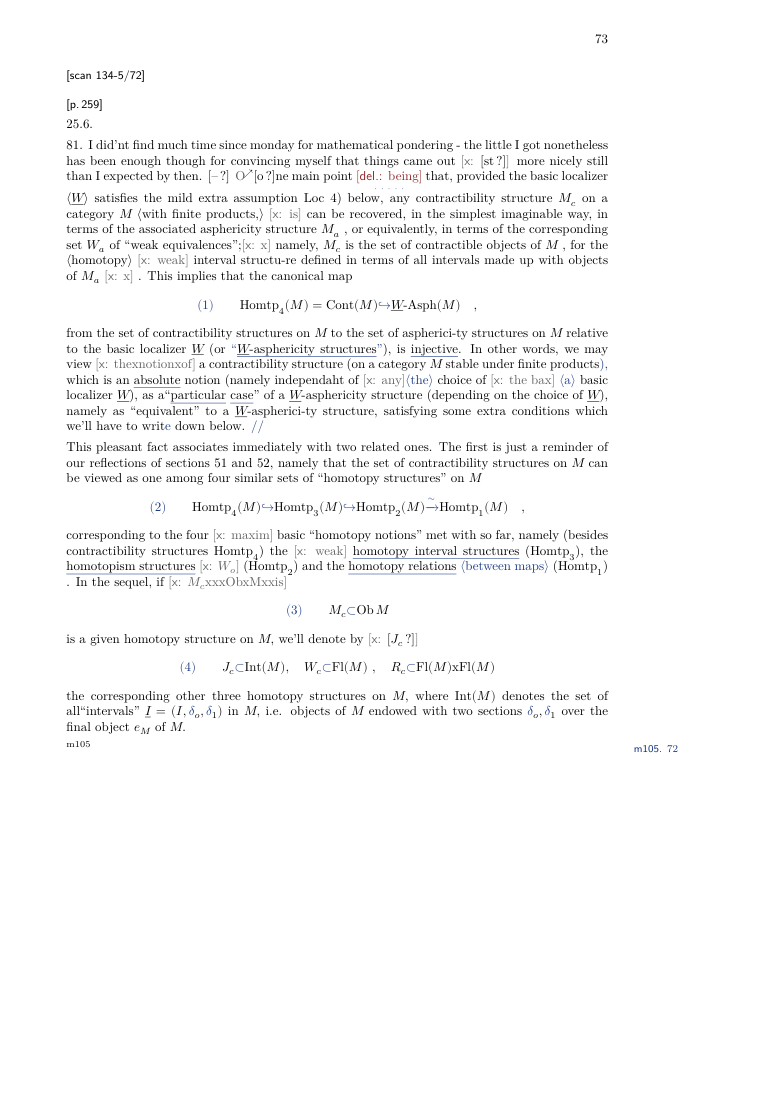 73
[scan 134-5/72]
[p. 259]
25.6.
81. I did'nt find much time since monday for mathematical pondering - the little I got nonetheless
has been enough though for convincing myself that things came out [x: [st ?]] more nicely still
than I expected by then. [– ?] O↗[o ?]ne main point [del.: being] that, provided the basic localizer
. . . . .
⟨W⟩ satisfies the mild extra assumption Loc 4) below, any contractibility structure M_c on a
category M ⟨with finite products,⟩ [x: is] can be recovered, in the simplest imaginable way, in
terms of the associated asphericity structure M_a , or equivalently, in terms of the corresponding
set W_a of “weak equivalences”;[x: x] namely, M_c is the set of contractible objects of M , for the
⟨homotopy⟩ [x: weak] interval structu-re defined in terms of all intervals made up with objects
of M_a [x: x] . This implies that the canonical map
(1) Homtp_4(M) = Cont(M)↪W-Asph(M) ,
from the set of contractibility structures on M to the set of aspherici-ty structures on M relative
to the basic localizer W (or “W-asphericity structures”), is injective. In other words, we may
view [x: thexnotionxof] a contractibility structure (on a category M stable under finite products),
which is an absolute notion (namely independaht of [x: any]⟨the⟩ choice of [x: the bax] ⟨a⟩ basic
localizer W), as a“particular case” of a W-asphericity structure (depending on the choice of W),
namely as “equivalent” to a W-aspherici-ty structure, satisfying some extra conditions which
we'll have to write down below. //
This pleasant fact associates immediately with two related ones. The first is just a reminder of
our reflections of sections 51 and 52, namely that the set of contractibility structures on M can
be viewed as one among four similar sets of “homotopy structures” on M
(2) Homtp_4(M)↪Homtp_3(M)↪Homtp_2(M)→̃Homtp_1(M) ,
corresponding to the four [x: maxim] basic “homotopy notions” met with so far, namely (besides
contractibility structures Homtp_4) the [x: weak] homotopy interval structures (Homtp_3), the
homotopism structures [x: W_o] (Homtp_2) and the homotopy relations ⟨between maps⟩ (Homtp_1)
. In the sequel, if [x: M_cxxxObxMxxis]
(3) M_c⊂Ob M
is a given homotopy structure on M, we'll denote by [x: [J_c ?]]
(4) J_c⊂Int(M), W_c⊂Fl(M) , R_c⊂Fl(M)xFl(M)
the corresponding other three homotopy structures on M, where Int(M) denotes the set of
all“intervals” I = (I, δ_o, δ_1) in M, i.e. objects of M endowed with two sections δ_o, δ_1 over the
final object e_M of M.
m105
m105. 72